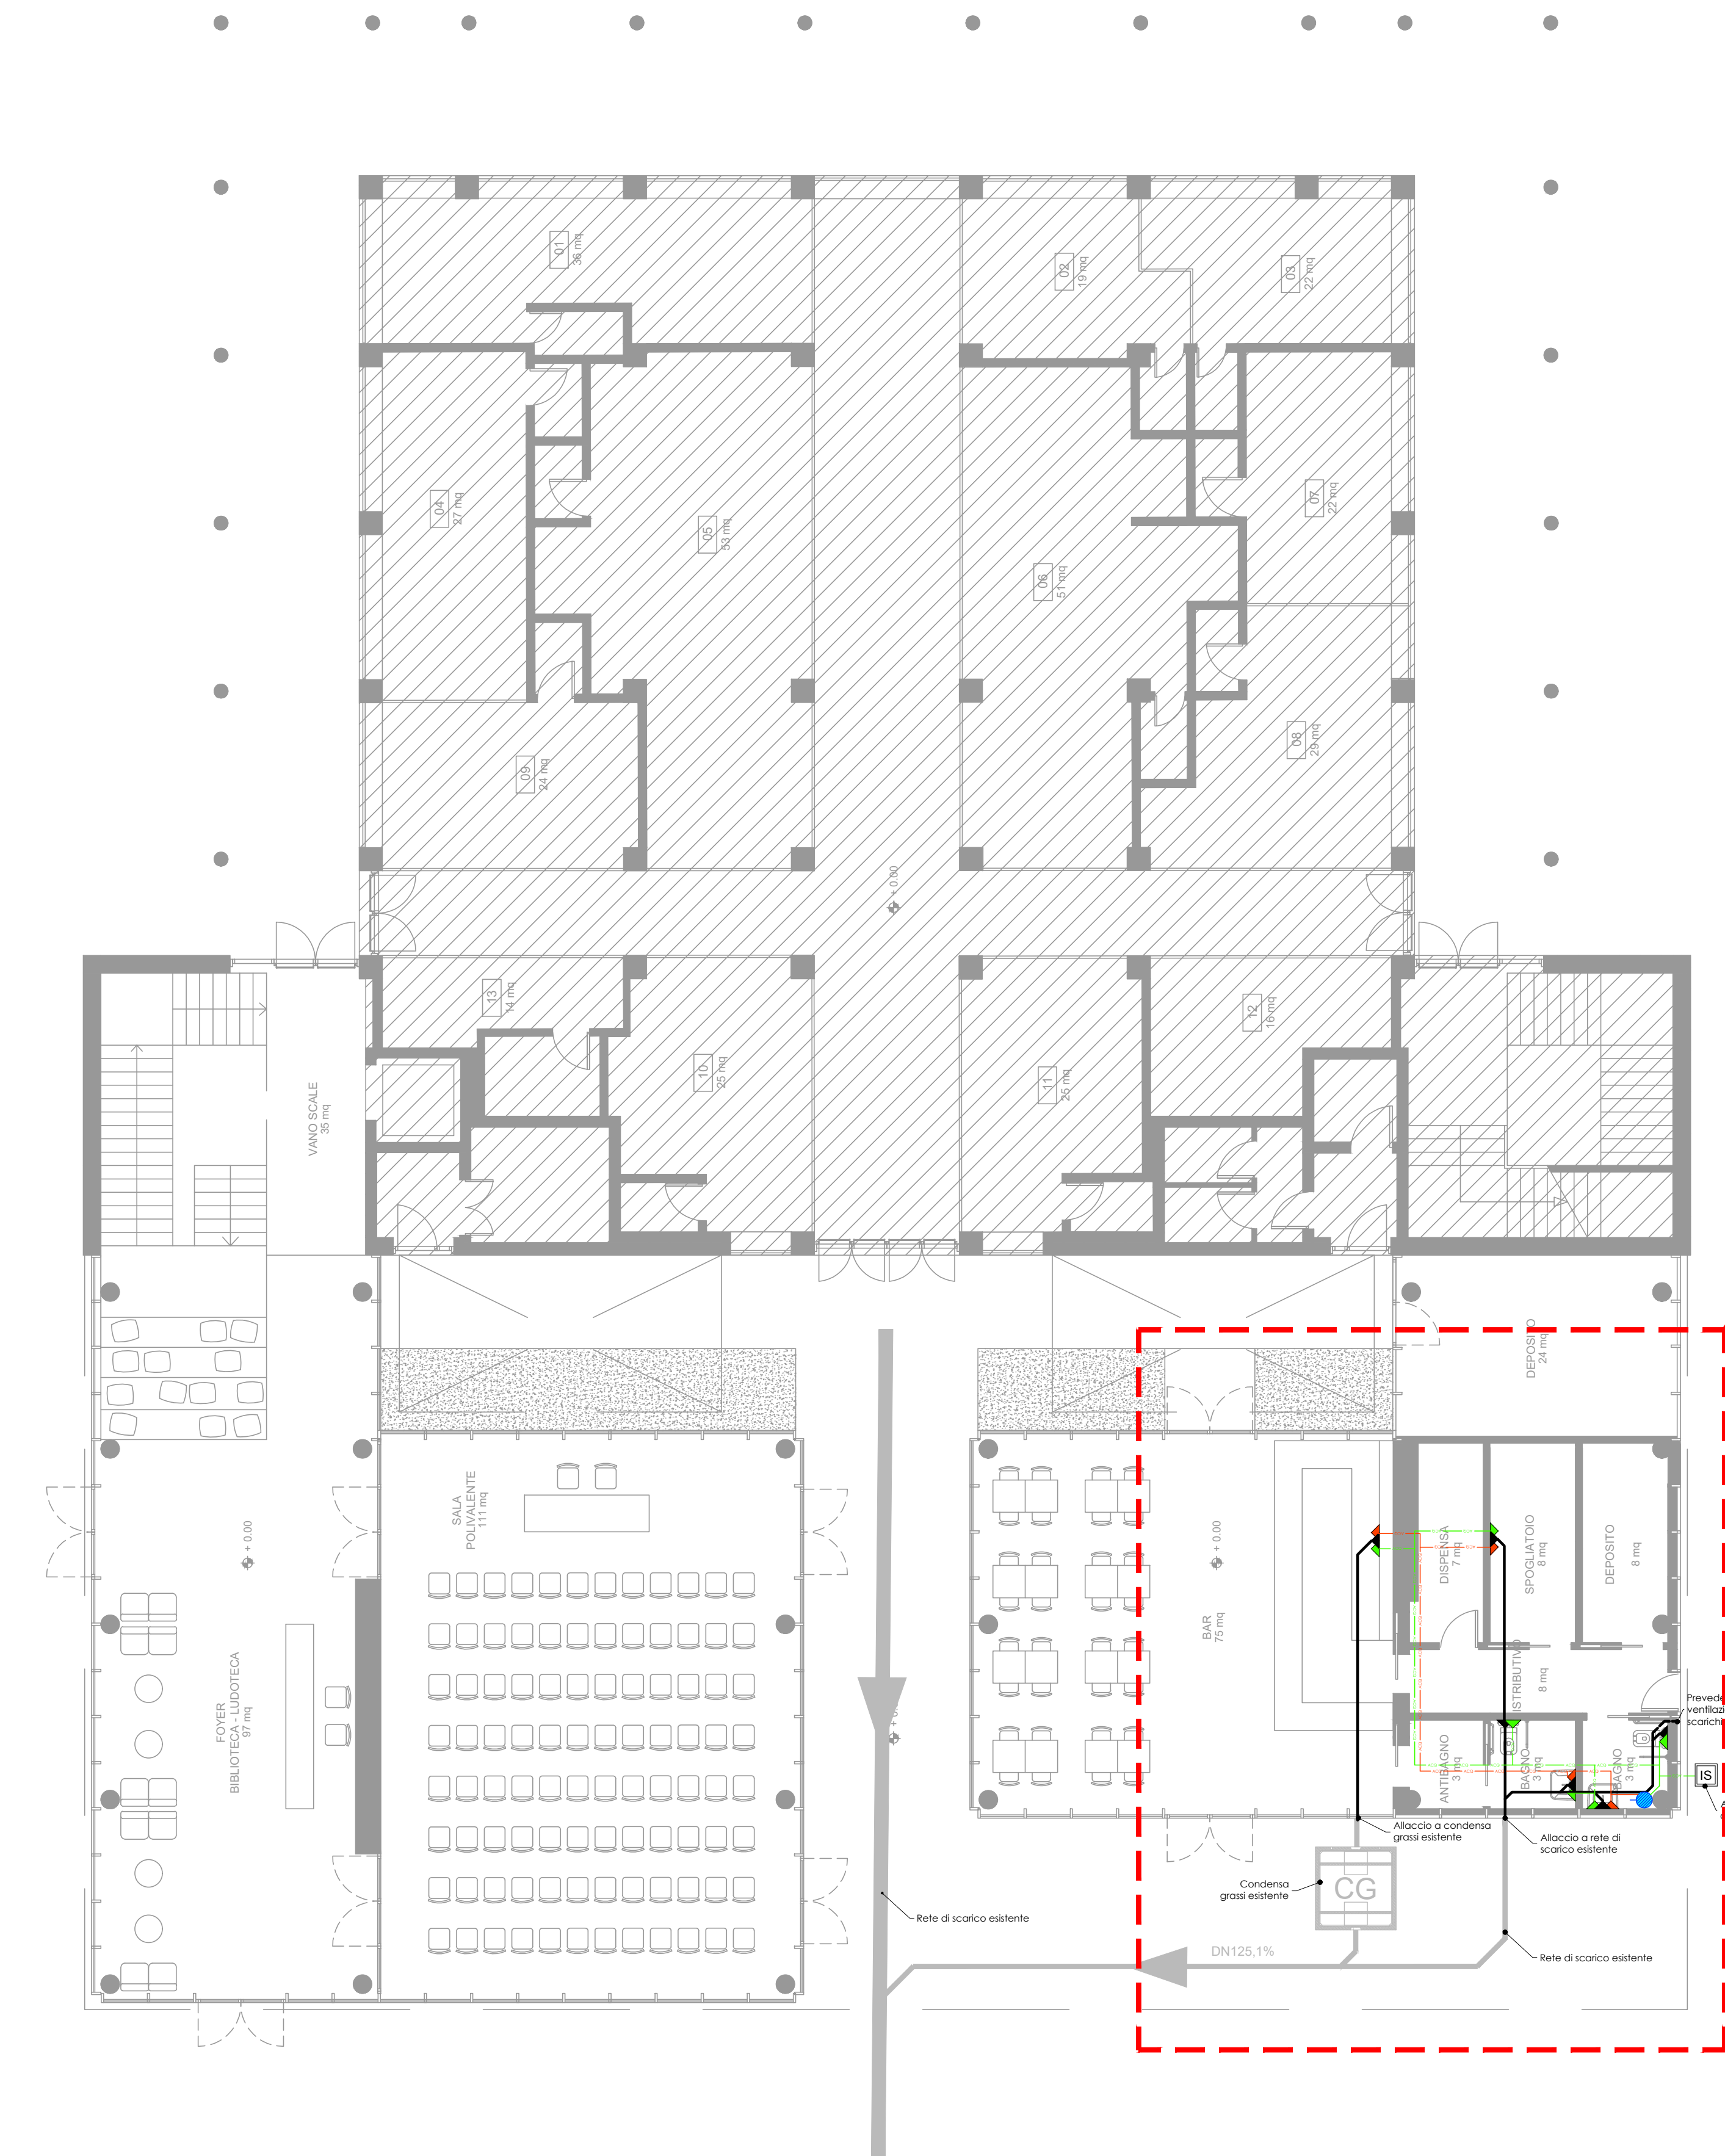 01
36 mq
02
19 mq
03
22 mq
04
27 mq
05
53 mq
06
51 mq
07
22 mq
08
29 mq
09
24 mq
+ 0.00
13
14 mq
12
16 mq
10
25 mq
11
25 mq
VANO SCALE
35 mq
DEPOSITO
24 mq
SALA
POLIVALENTE
111 mq
+ 0.00
+ 0.00
DISPENSA
7 mq
SPOGLIATOIO
8 mq
DEPOSITO
8 mq
BAR
75 mq
FOYER
BIBLIOTECA - LUDOTECA
97 mq
ISTRIBUTIVO
8 mq
ANTIBAGNO
3 mq
BAGNO
3 mq
BAGNO
3 mq
Prevede
ventilazi
scarichi
IS
Allaccio a condensa
grassi esistente
Allaccio a rete di
scarico esistente
Condensa
grassi esistente
CG
Rete di scarico esistente
DN125,1%
Rete di scarico esistente